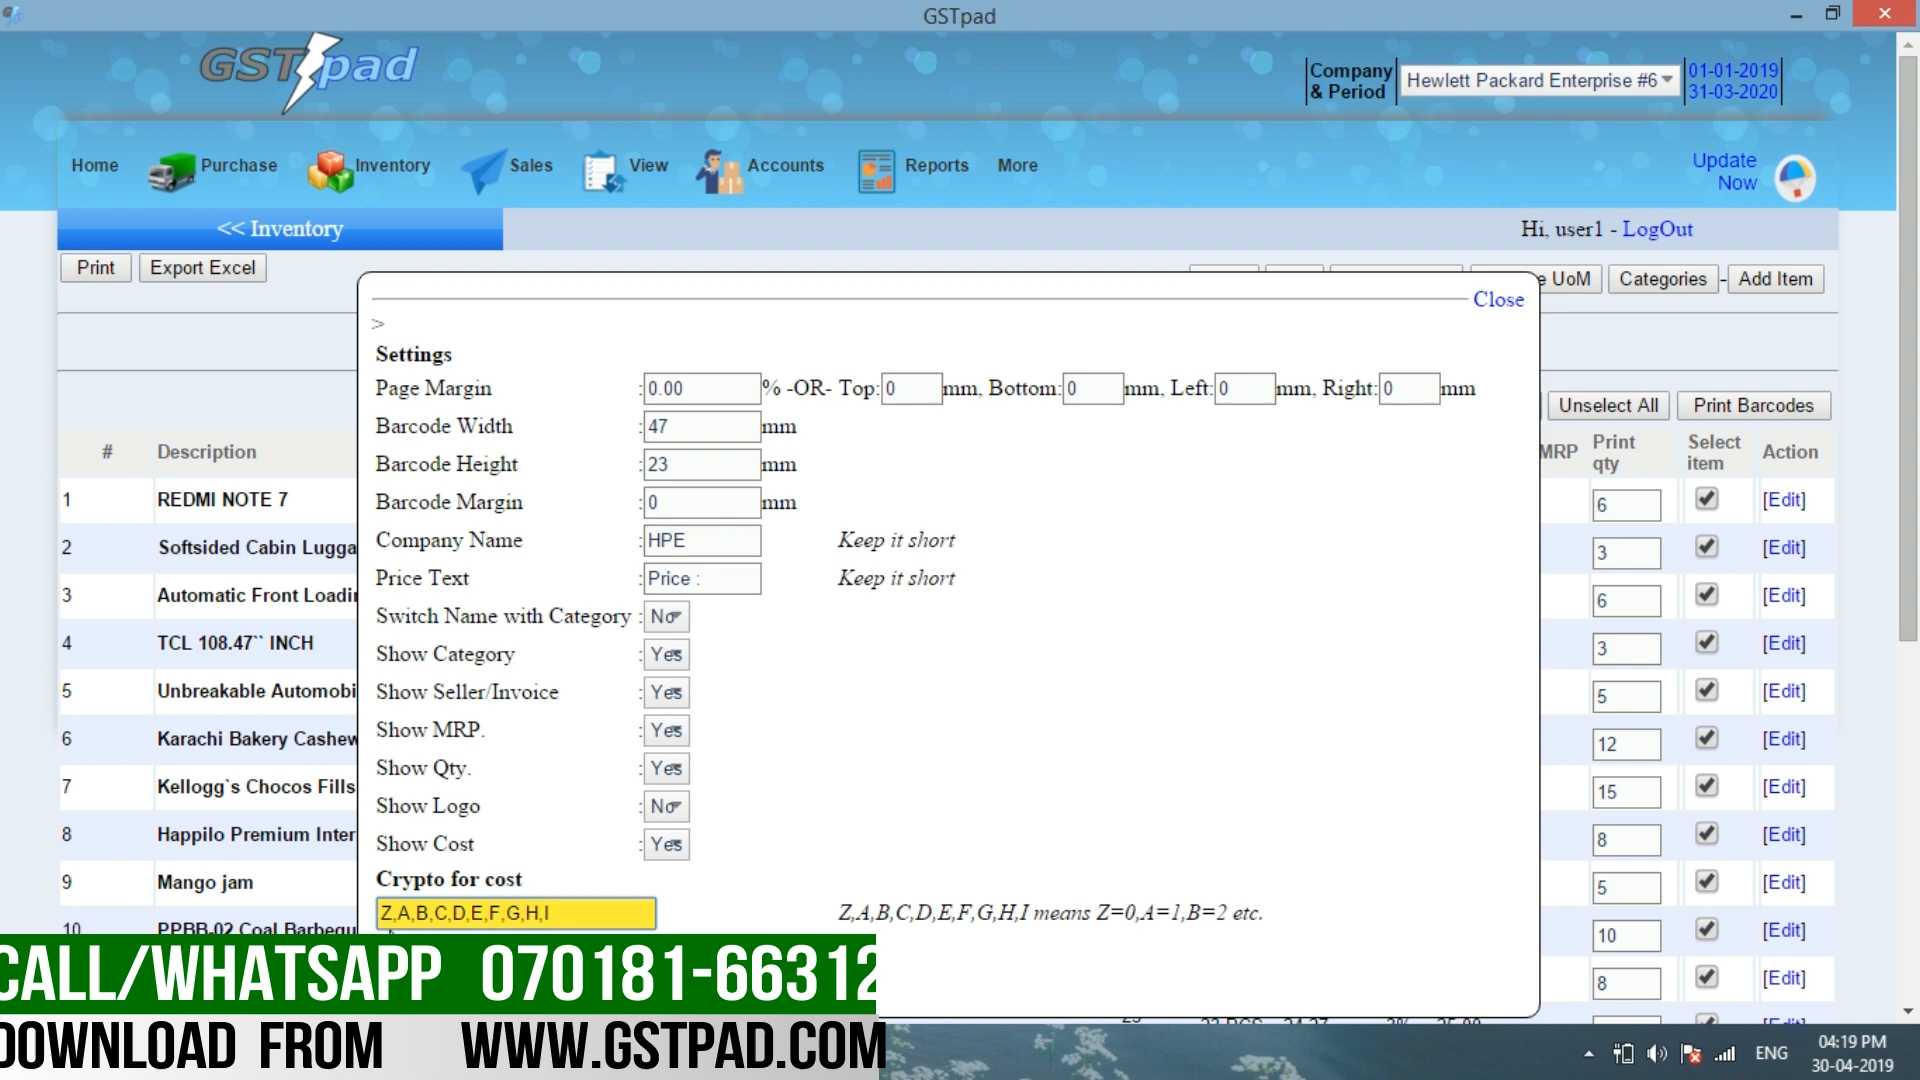 GSTpad
GSTpad
Company & Period
Hewlett Packard Enterprise #6
01-01-2019
31-03-2020
Home
Purchase
Inventory
Sales
View
Accounts
Reports
More
Update Now
<< Inventory
Hi, user1 - LogOut
Print
Export Excel
UoM
Categories
-
Add Item
Close
>
Settings
Page Margin :0.00 % -OR- Top:0 mm, Bottom:0 mm, Left:0 mm, Right:0 mm
Barcode Width :47 mm
Barcode Height :23 mm
Barcode Margin :0 mm
Company Name :HPE Keep it short
Price Text :Price : Keep it short
Switch Name with Category :No
Show Category :Yes
Show Seller/Invoice :Yes
Show MRP. :Yes
Show Qty. :Yes
Show Logo :No
Show Cost :Yes
Crypto for cost
Z,A,B,C,D,E,F,G,H,I Z,A,B,C,D,E,F,G,H,I means Z=0,A=1,B=2 etc.
Unselect All
Print Barcodes
# Description MRP Print qty Select item Action
1 REDMI NOTE 7 6 [Edit]
2 Softsided Cabin Lugga 3 [Edit]
3 Automatic Front Loadin 6 [Edit]
4 TCL 108.47`` INCH 3 [Edit]
5 Unbreakable Automobi 5 [Edit]
6 Karachi Bakery Cashew 12 [Edit]
7 Kellogg`s Chocos Fills 15 [Edit]
8 Happilo Premium Inter 8 [Edit]
9 Mango jam 5 [Edit]
10 PPBB-02 Coal Barbequ 10 [Edit]
8 [Edit]
CALL/WHATSAPP 070181-66312
DOWNLOAD FROM WWW.GSTPAD.COM
ENG
04:19 PM
30-04-2019